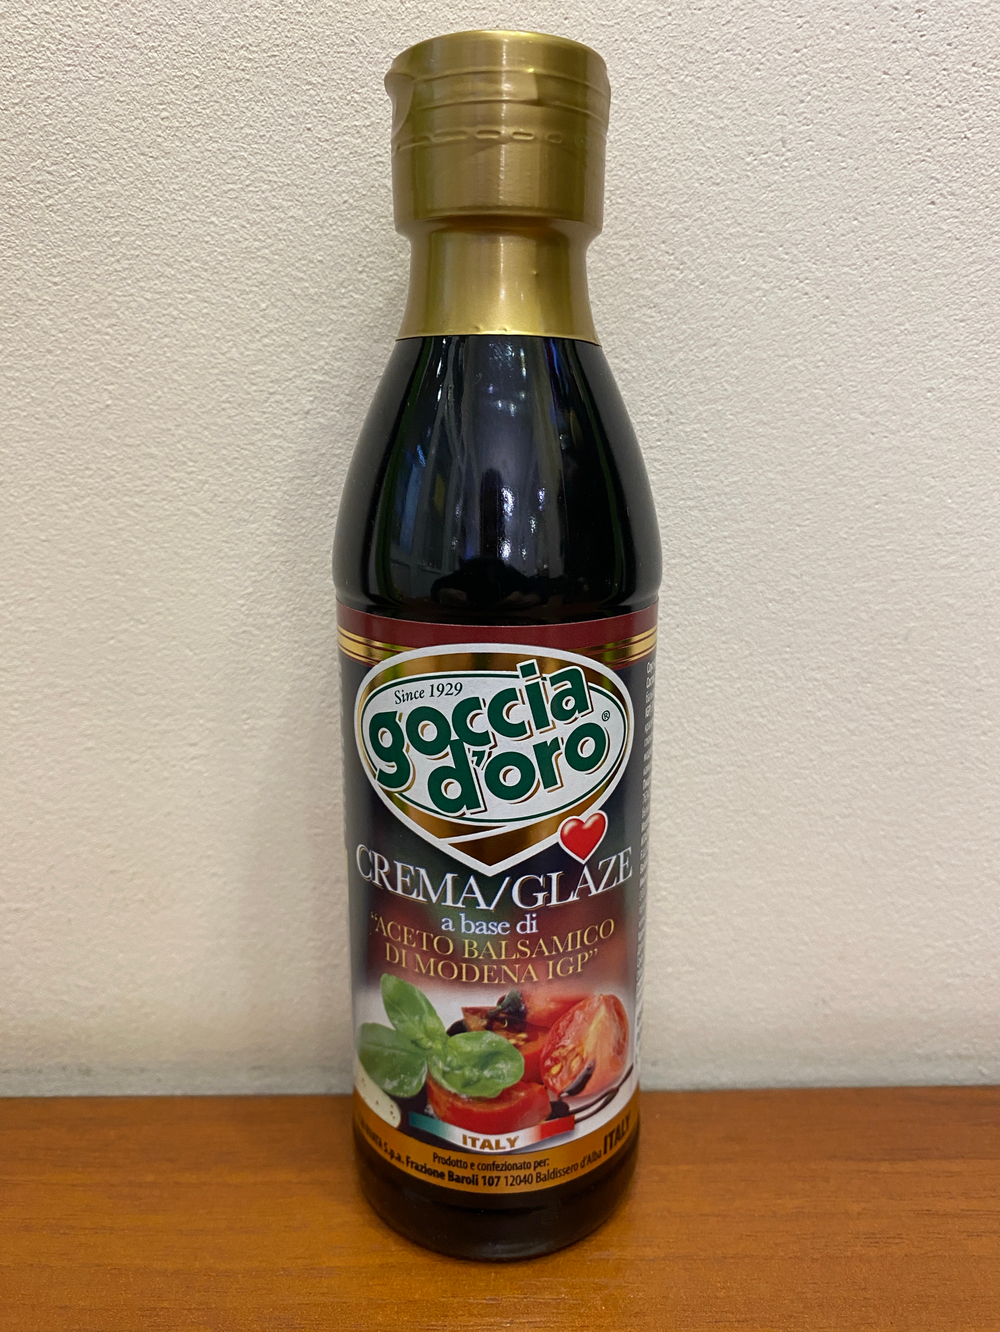 Since 1929
goccia
d'oro®
CREMA/GLAZE
a base di
"ACETO BALSAMICO
DI MODENA IGP"
ITALY
Prodotto e confezionato per:
S.p.a. Frazione Baroli 107 12040 Baldissero d'Alba ITALY